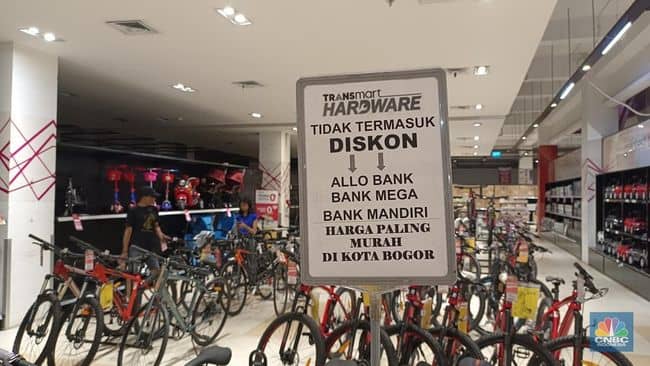 TRANSmart
HARDWARE
TIDAK TERMASUK
DISKON
ALLO BANK
BANK MEGA
BANK MANDIRI
HARGA PALING
MURAH
DI KOTA BOGOR
CNBC
INDONESIA